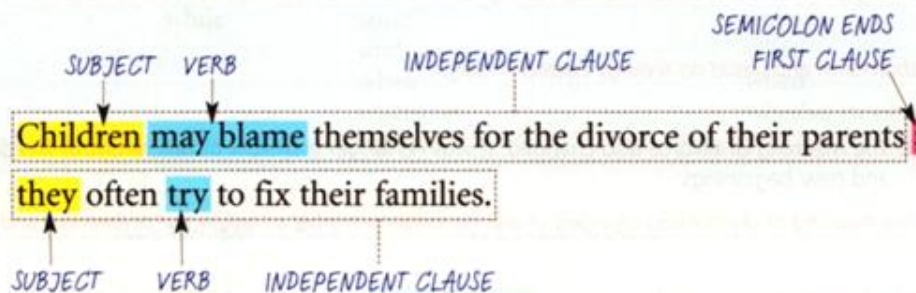 SEMICOLON ENDS
SUBJECT VERB INDEPENDENT CLAUSE FIRST CLAUSE
Children may blame themselves for the divorce of their parents
they often try to fix their families.
SUBJECT VERB INDEPENDENT CLAUSE